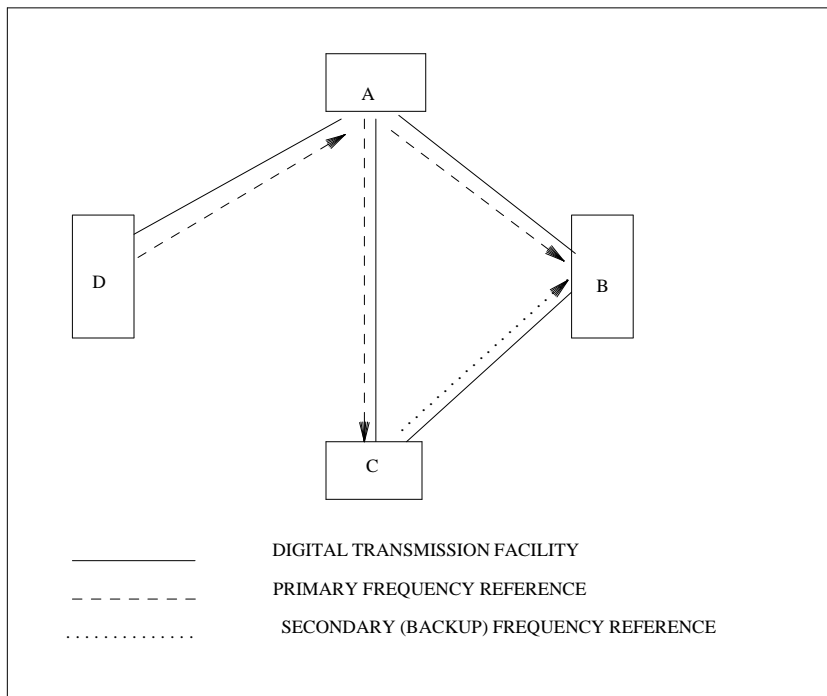 A
D
B
C
DIGITAL TRANSMISSION FACILITY
PRIMARY FREQUENCY REFERENCE
SECONDARY (BACKUP) FREQUENCY REFERENCE